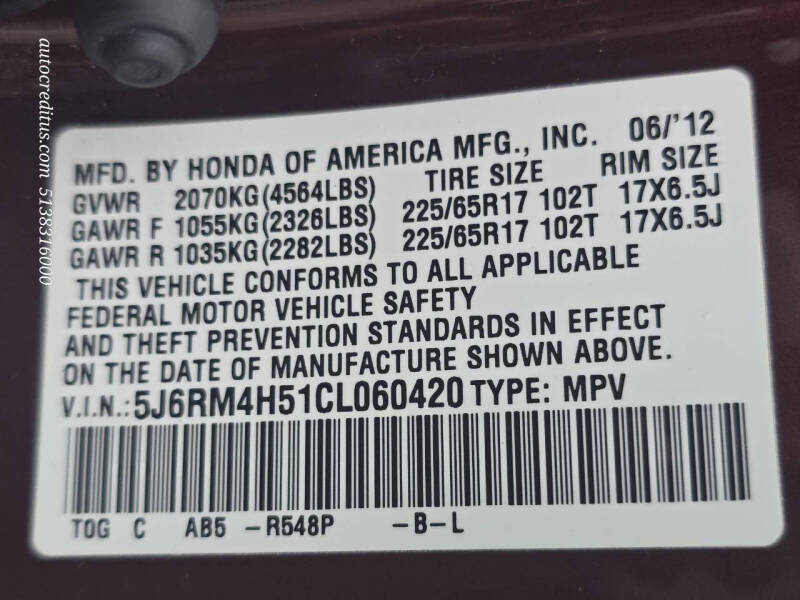 MFD. BY HONDA OF AMERICA MFG., INC. 06/'12
GVWR 2070KG(4564LBS) TIRE SIZE RIM SIZE
GAWR F 1055KG(2326LBS) 225/65R17 102T 17X6.5J
GAWR R 1035KG(2282LBS) 225/65R17 102T 17X6.5J
THIS VEHICLE CONFORMS TO ALL APPLICABLE
FEDERAL MOTOR VEHICLE SAFETY
AND THEFT PREVENTION STANDARDS IN EFFECT
ON THE DATE OF MANUFACTURE SHOWN ABOVE.
V.I.N.:5J6RM4H51CL060420 TYPE: MPV
TOG C AB5 -R548P -B-L
autocreditus.com 5138316000